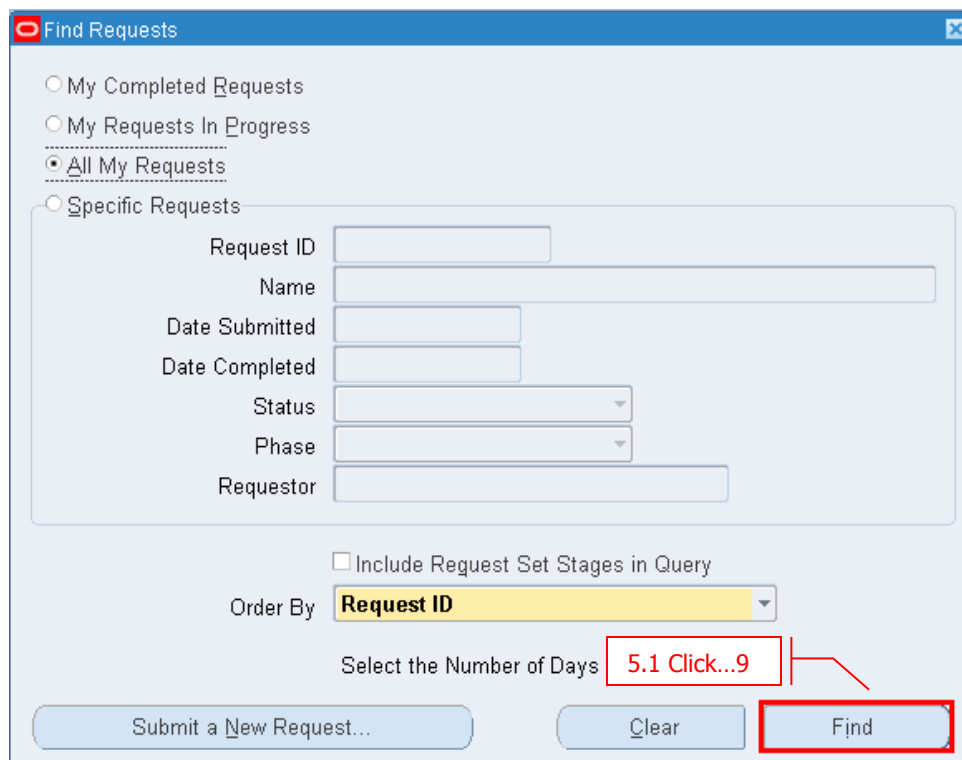 Find Requests
My Completed Requests
My Requests In Progress
All My Requests
Specific Requests
Request ID
Name
Date Submitted
Date Completed
Status
Phase
Requestor
Include Request Set Stages in Query
Order By Request ID
Select the Number of Days 5.1 Click...9
Submit a New Request... Clear Find